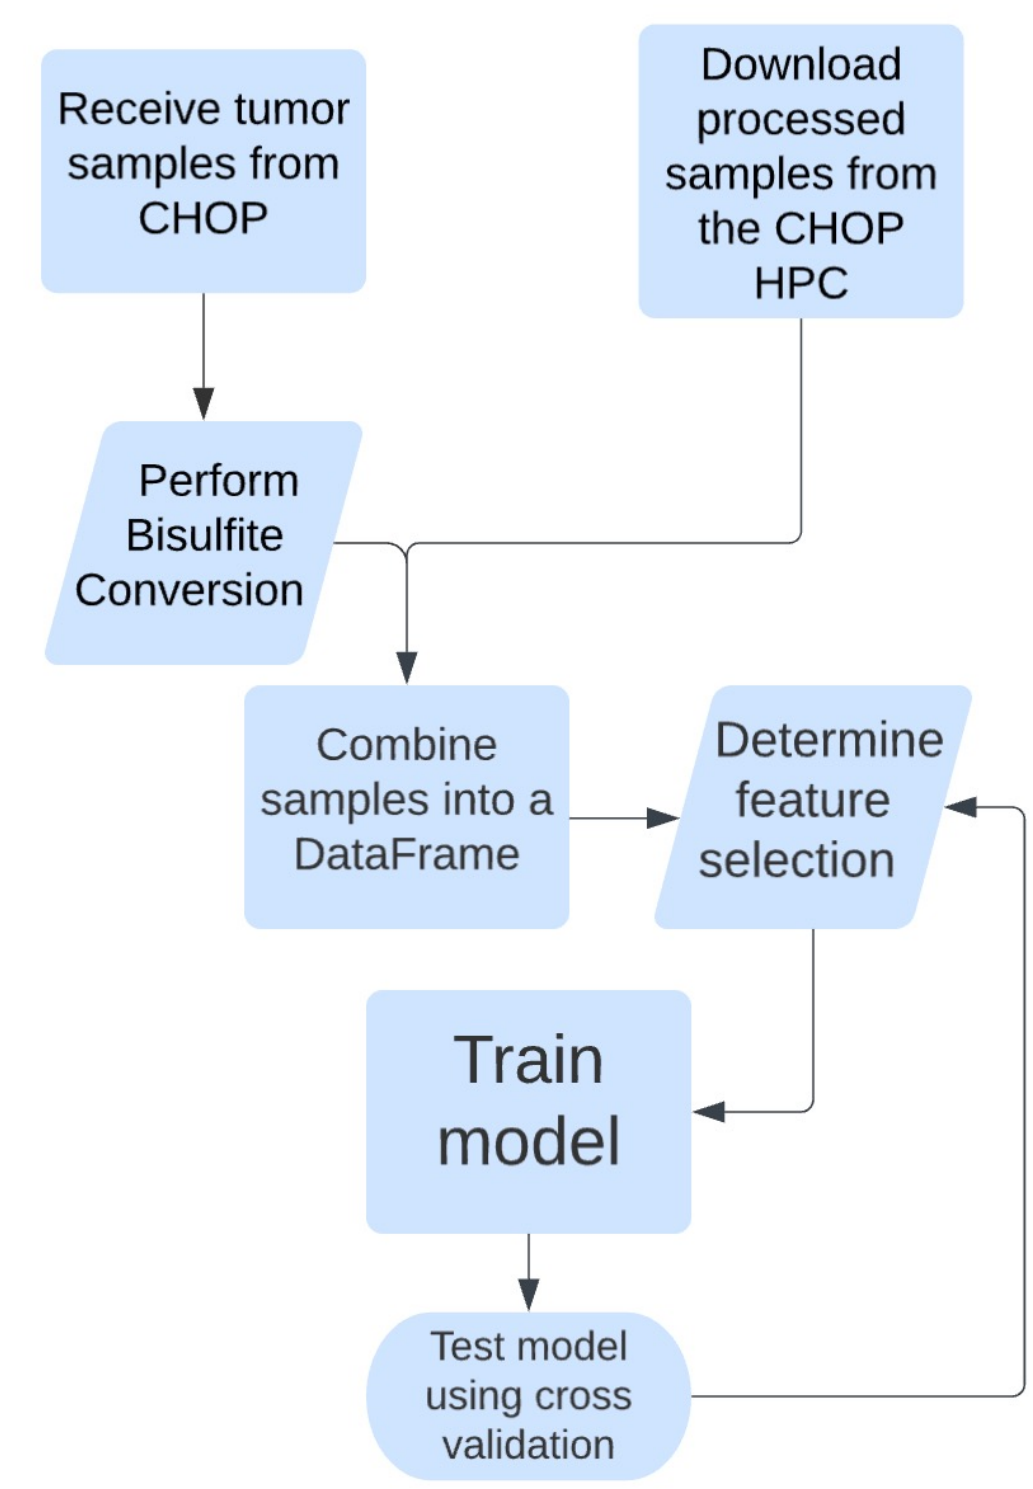 Receive tumor
samples from
CHOP
Download
processed
samples from
the CHOP
HPC
Perform
Bisulfite
Conversion
Combine
samples into a
DataFrame
Determine
feature
selection
Train
model
Test model
using cross
validation